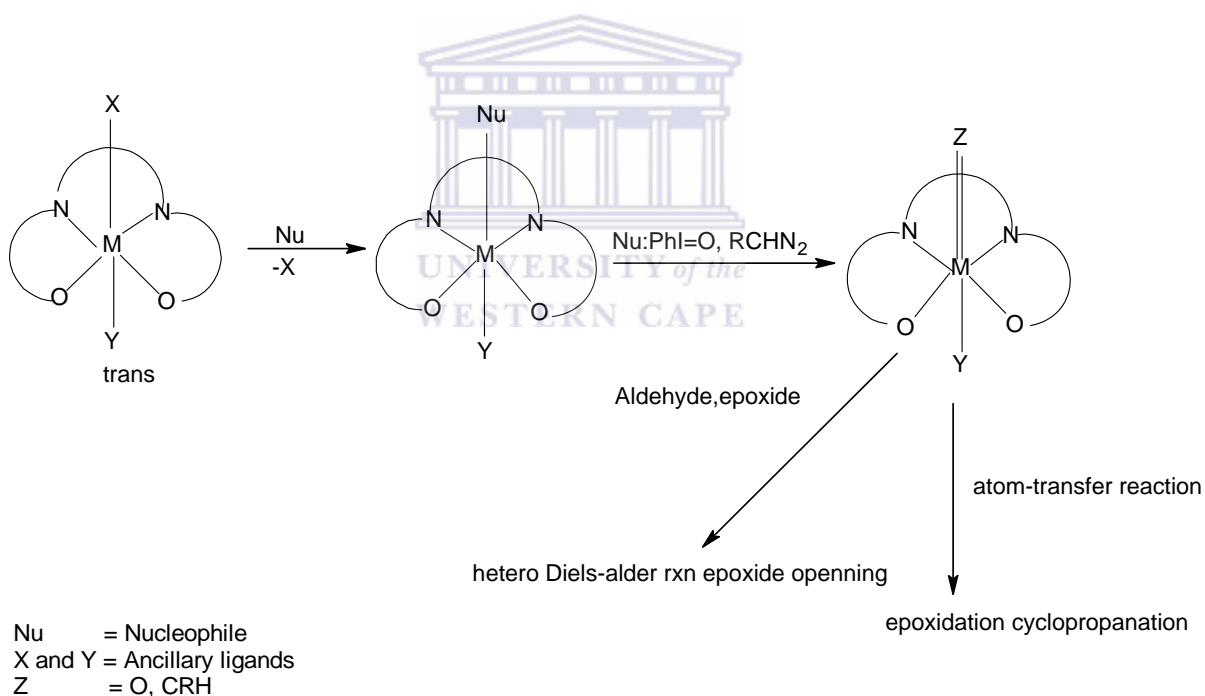 X
N
N
M
O
O
Y
trans
Nu
-X
Nu
N
N
M
O
O
Y
Nu:PhI=O, RCHN2
Z
N
N
M
O
O
Y
UNIVERSITY of the
WESTERN CAPE
Aldehyde,epoxide
atom-transfer reaction
hetero Diels-alder rxn epoxide openning
epoxidation cyclopropanation
Nu = Nucleophile
X and Y = Ancillary ligands
Z = O, CRH